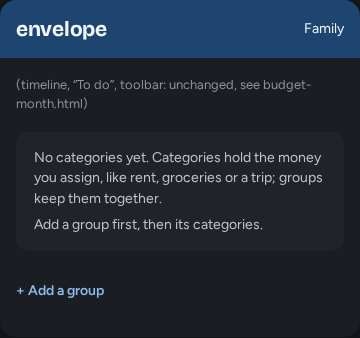 envelope
Family
(timeline, “To do”, toolbar: unchanged, see budget-
month.html)
No categories yet. Categories hold the money
you assign, like rent, groceries or a trip; groups
keep them together.
Add a group first, then its categories.
+ Add a group